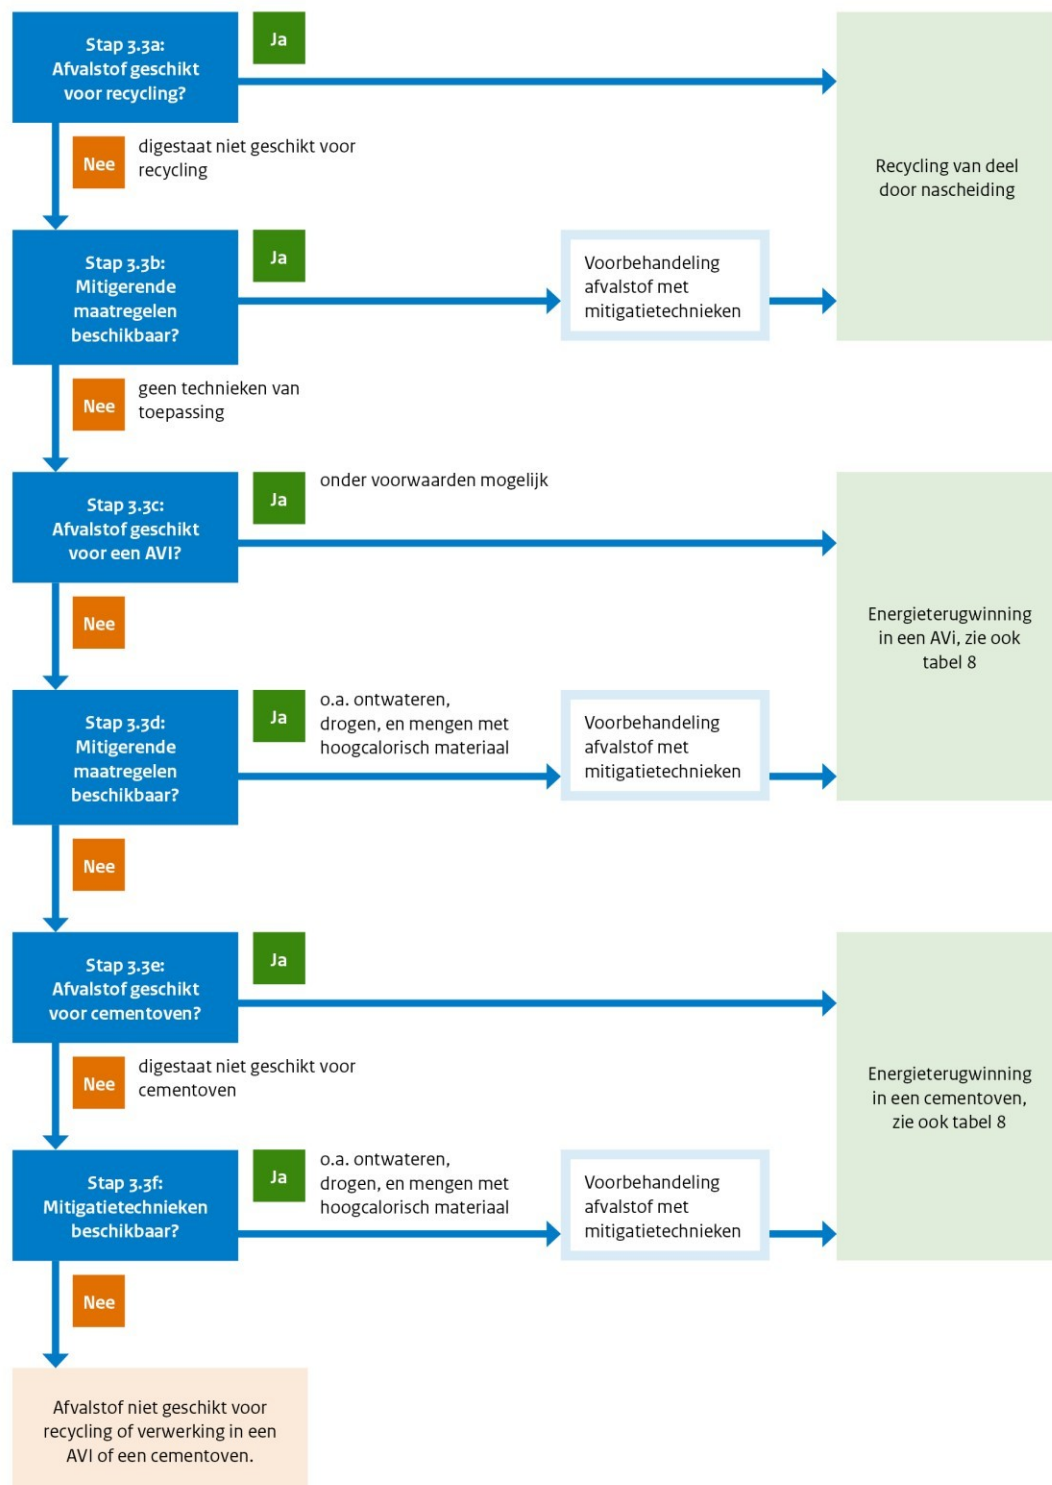 Stap 3.3a:
Afvalstof geschikt
voor recycling?
Ja
Nee
digestaat niet geschikt voor
recycling
Recycling van deel
door nascheiding
Stap 3.3b:
Mitigerende
maatregelen
beschikbaar?
Ja
Voorbehandeling
afvalstof met
mitigatietechnieken
Nee
geen technieken van
toepassing
Stap 3.3c:
Afvalstof geschikt
voor een AVI?
Ja
onder voorwaarden mogelijk
Nee
Energieterugwinning
in een AVi, zie ook
tabel 8
Stap 3.3d:
Mitigerende
maatregelen
beschikbaar?
Ja
o.a. ontwateren,
drogen, en mengen met
hoogcalorisch materiaal
Voorbehandeling
afvalstof met
mitigatietechnieken
Nee
Stap 3.3e:
Afvalstof geschikt
voor cementoven?
Ja
Nee
digestaat niet geschikt voor
cementoven
Energieterugwinning
in een cementoven,
zie ook tabel 8
Stap 3.3f:
Mitigatietechnieken
beschikbaar?
Ja
o.a. ontwateren,
drogen, en mengen met
hoogcalorisch materiaal
Voorbehandeling
afvalstof met
mitigatietechnieken
Nee
Afvalstof niet geschikt voor
recycling of verwerking in een
AVI of een cementoven.